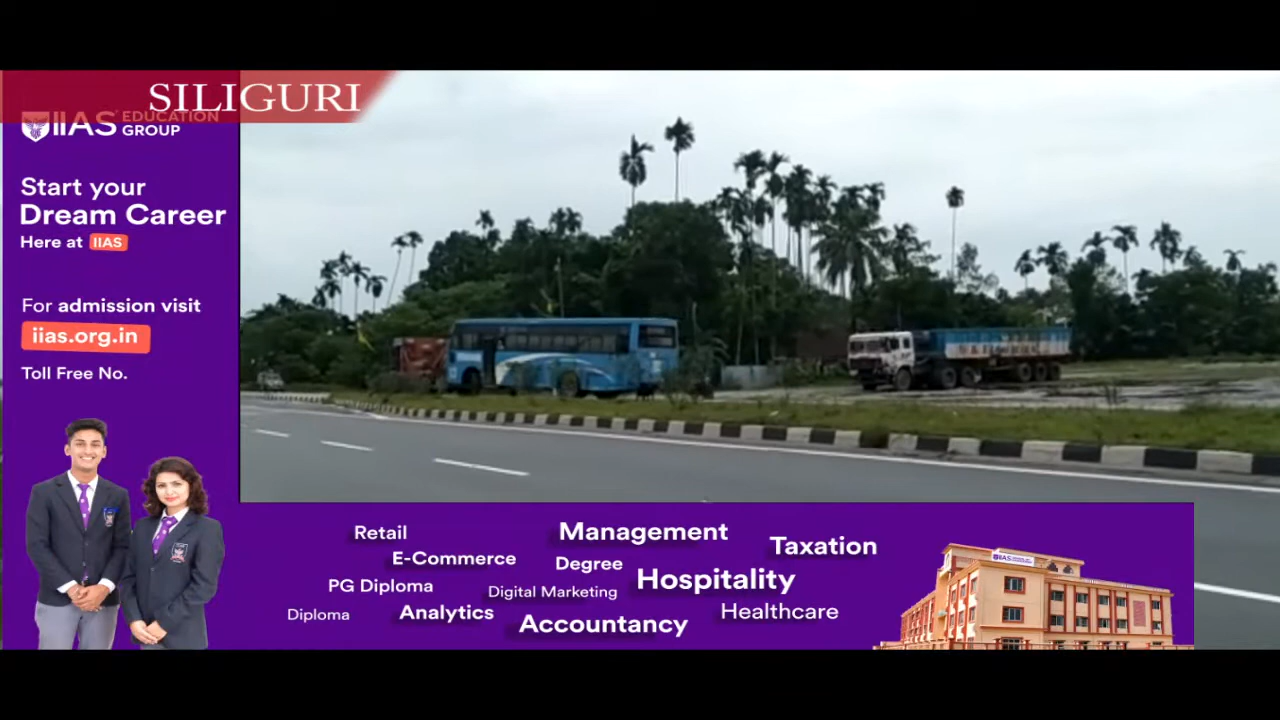 SILIGURI
IIAS EDUCATION
GROUP
Start your
Dream Career
Here at IIAS
For admission visit
iias.org.in
Toll Free No.
Retail
Management
Taxation
E-Commerce
Degree
PG Diploma
Digital Marketing
Hospitality
Diploma
Analytics
Accountancy
Healthcare
IIAS